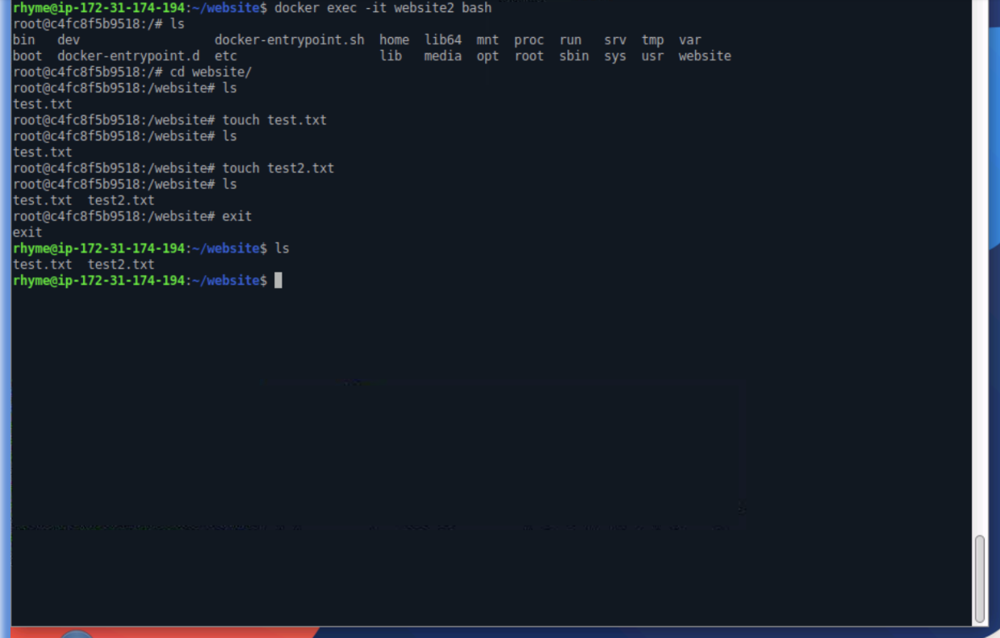 rhyme@ip-172-31-174-194:~/website$ docker exec -it website2 bash
root@c4fc8f5b9518:/# ls
bin   dev                  docker-entrypoint.sh  home  lib64  mnt  proc  run   srv  tmp  var
boot  docker-entrypoint.d  etc                   lib   media  opt  root  sbin  sys  usr  website
root@c4fc8f5b9518:/# cd website/
root@c4fc8f5b9518:/website# ls
test.txt
root@c4fc8f5b9518:/website# touch test.txt
root@c4fc8f5b9518:/website# ls
test.txt
root@c4fc8f5b9518:/website# touch test2.txt
root@c4fc8f5b9518:/website# ls
test.txt  test2.txt
root@c4fc8f5b9518:/website# exit
exit
rhyme@ip-172-31-174-194:~/website$ ls
test.txt  test2.txt
rhyme@ip-172-31-174-194:~/website$